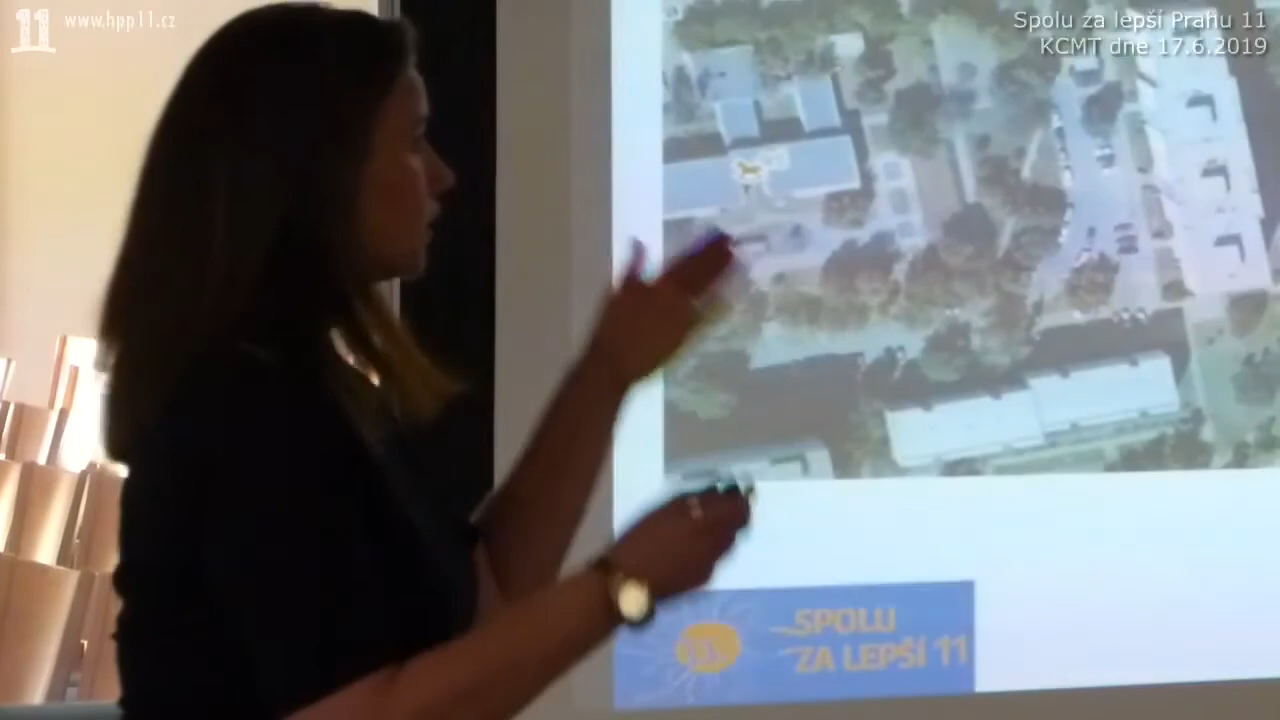 11 www.hpp11.cz
Spolu za lepší Prahu 11
KCMT dne 17.6.2019
SPOLU
ZA LEPŠÍ 11